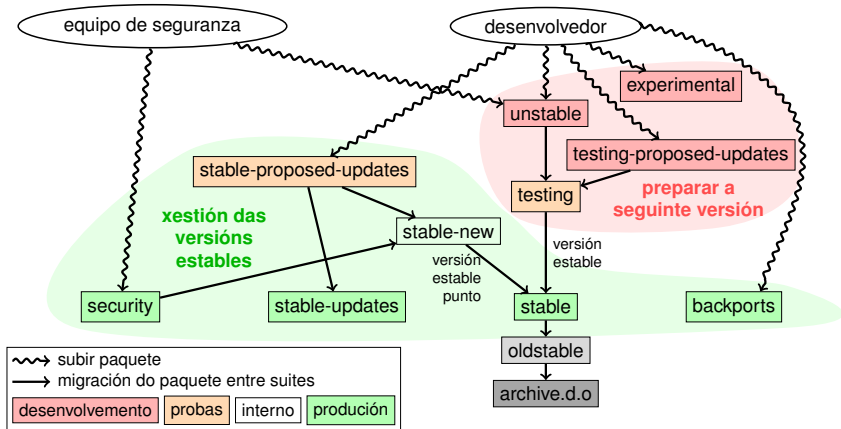 equipo de seguranza
desenvolvedor
experimental
unstable
testing-proposed-updates
stable-proposed-updates
testing
preparar a
seguinte versión
xestión das
versións
estables
stable-new
versión
estable
punto
versión
estable
security
stable-updates
stable
backports
oldstable
archive.d.o
subir paquete
migración do paquete entre suites
desenvolvemento
probas
interno
produción